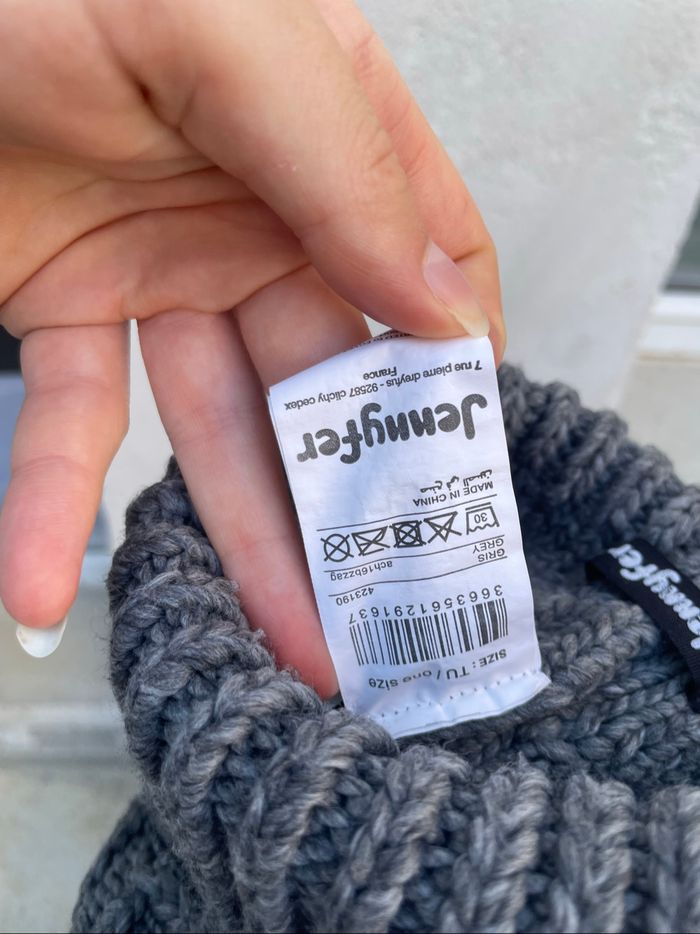 SIZE : TU / one size
3663561291637
423190
ach16bzzag
GRIS
GREY
30
MADE IN CHINA صنع في الصين
Jennyfer
7 rue pierre dreyfus - 92587 clichy cedex
France
Jennyfer